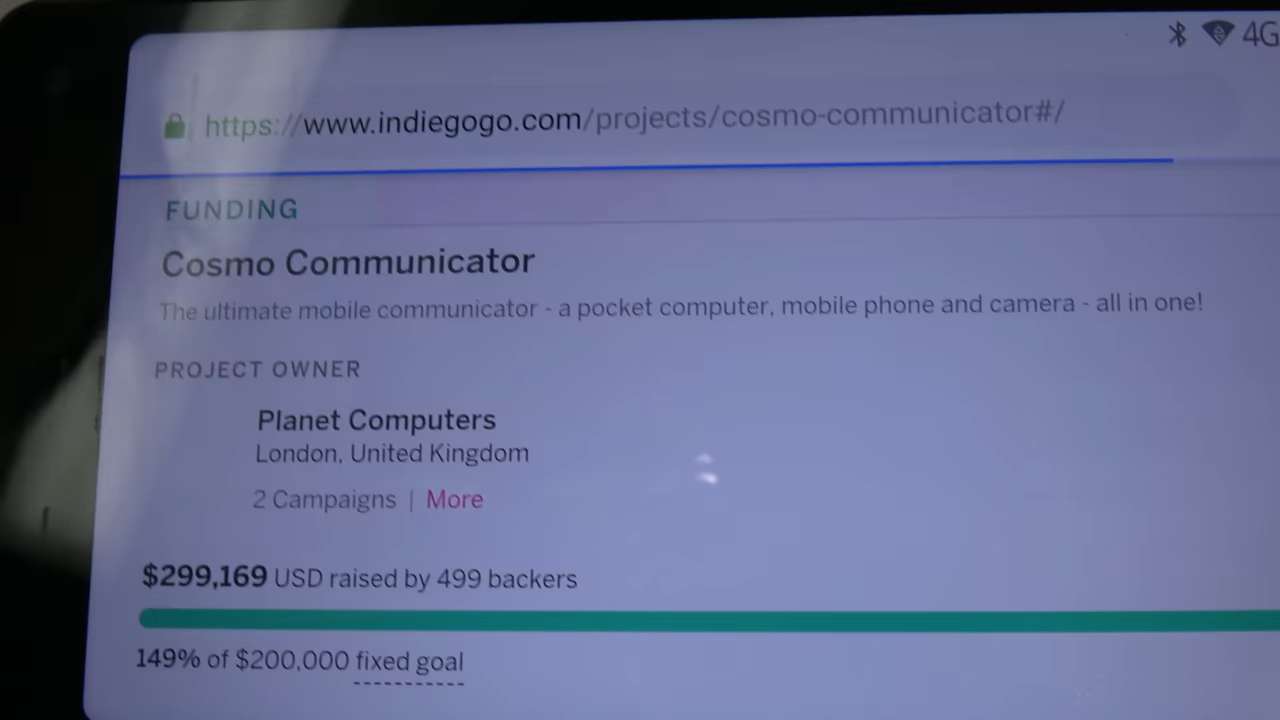 4G
https://www.indiegogo.com/projects/cosmo-communicator#/
FUNDING
Cosmo Communicator
The ultimate mobile communicator - a pocket computer, mobile phone and camera - all in one!
PROJECT OWNER
Planet Computers
London, United Kingdom
2 Campaigns | More
$299,169 USD raised by 499 backers
149% of $200,000 fixed goal